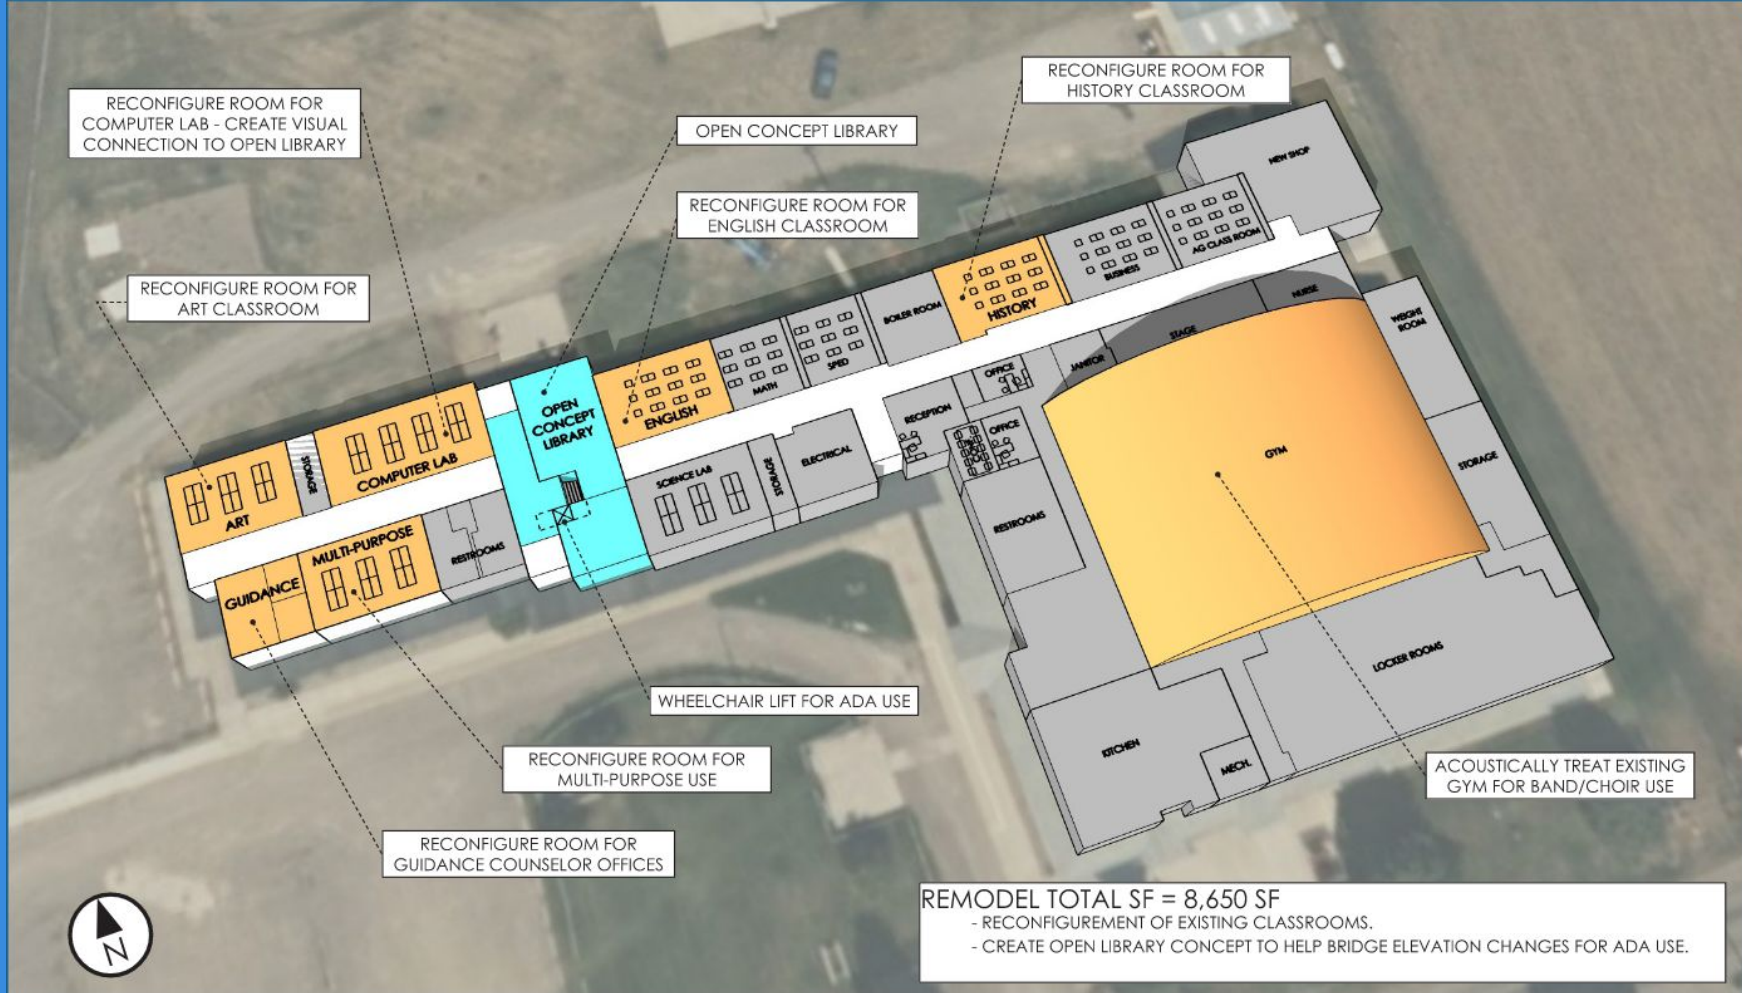 RECONFIGURE ROOM FOR
HISTORY CLASSROOM
RECONFIGURE ROOM FOR
COMPUTER LAB - CREATE VISUAL
CONNECTION TO OPEN LIBRARY
OPEN CONCEPT LIBRARY
RECONFIGURE ROOM FOR
ENGLISH CLASSROOM
RECONFIGURE ROOM FOR
ART CLASSROOM
NEW SHOP
AG CLASS ROOM
BUSINESS
HISTORY
BOILER ROOM
SPED
MATH
ENGLISH
OPEN
CONCEPT
LIBRARY
COMPUTER LAB
STORAGE
ART
NURSE
STAGE
JANITOR
WEIGHT
ROOM
OFFICE
RECEPTION
OFFICE
ELECTRICAL
STORAGE
SCIENCE LAB
RESTROOMS
MULTI-PURPOSE
GUIDANCE
GYM
STORAGE
RESTROOMS
LOCKER ROOMS
KITCHEN
MECH.
WHEELCHAIR LIFT FOR ADA USE
RECONFIGURE ROOM FOR
MULTI-PURPOSE USE
ACOUSTICALLY TREAT EXISTING
GYM FOR BAND/CHOIR USE
RECONFIGURE ROOM FOR
GUIDANCE COUNSELOR OFFICES
N
REMODEL TOTAL SF = 8,650 SF
- RECONFIGUREMENT OF EXISTING CLASSROOMS.
- CREATE OPEN LIBRARY CONCEPT TO HELP BRIDGE ELEVATION CHANGES FOR ADA USE.